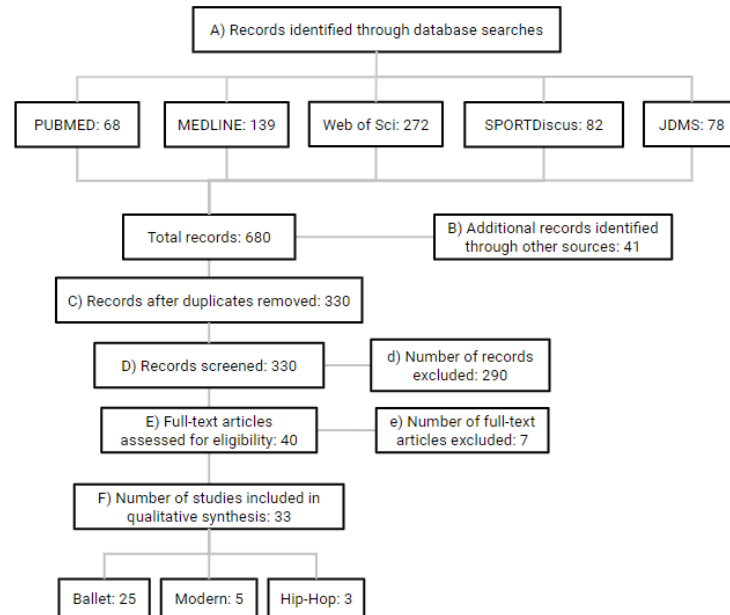 A) Records identified through database searches
PUBMED: 68
MEDLINE: 139
Web of Sci: 272
SPORTDiscus: 82
JDMS: 78
Total records: 680
B) Additional records identified
through other sources: 41
C) Records after duplicates removed: 330
D) Records screened: 330
d) Number of records
excluded: 290
E) Full-text articles
assessed for eligibility: 40
e) Number of full-text
articles excluded: 7
F) Number of studies included in
qualitative synthesis: 33
Ballet: 25
Modern: 5
Hip-Hop: 3